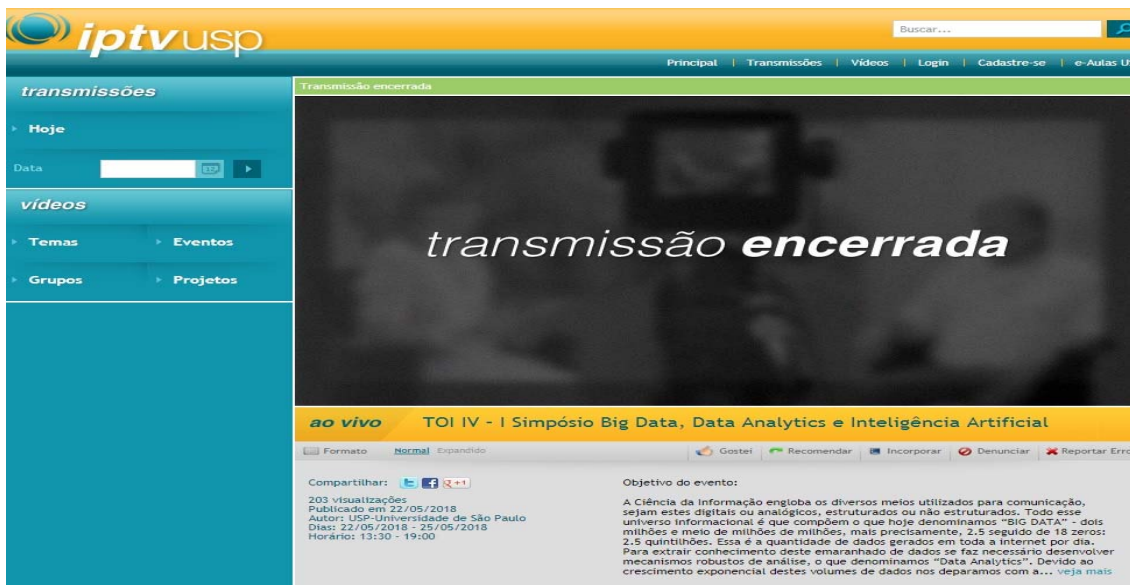 iptvusp
Buscar...
Principal | Transmissões | Vídeos | Login | Cadastre-se | e-Aulas U
transmissões
Transmissão encerrada
Hoje
Data
vídeos
Temas
Eventos
Grupos
Projetos
transmissão encerrada
ao vivo TOI IV - I Simpósio Big Data, Data Analytics e Inteligência Artificial
Formato Normal Expandido Gostei Recomendar Incorporar Denunciar Reportar Erro
Compartilhar: +1
203 visualizações
Publicado em 22/05/2018
Autor: USP-Universidade de São Paulo
Dias: 22/05/2018 - 25/05/2018
Horário: 13:30 - 19:00
Objetivo do evento:
A Ciência da Informação engloba os diversos meios utilizados para comunicação,
sejam estes digitais ou analógicos, estruturados ou não estruturados. Todo esse
universo informacional é que compõem o que hoje denominamos “BIG DATA” - dois
milhões e meio de milhões de milhões, mais precisamente, 2.5 seguido de 18 zeros:
2.5 quintilhões. Essa é a quantidade de dados gerados em toda a internet por dia.
Para extrair conhecimento deste emaranhado de dados se faz necessário desenvolver
mecanismos robustos de análise, o que denominamos “Data Analytics”. Devido ao
crescimento exponencial destes volumes de dados nos deparamos com a... veja mais